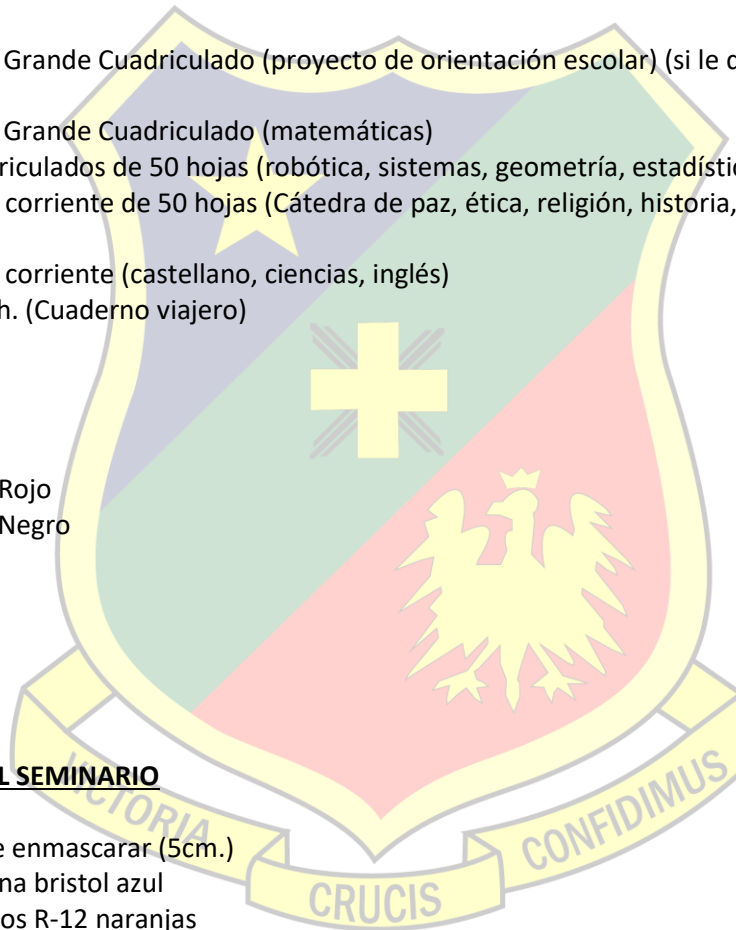 Grande Cuadriculado (proyecto de orientación escolar) (si le
Grande Cuadriculado (matemáticas)
riculados de 50 hojas (robótica, sistemas, geometría,
corriente de 50 hojas (Cátedra de paz, ética, religión, historia,
corriente (castellano, ciencias, inglés)
h. (Cuaderno viajero)
Rojo
Negro
L SEMINARIO
e enmascarar (5cm.)
na bristol azul
os R-12 naranjas
VICTORIA CRUCIS CONFIDIMUS